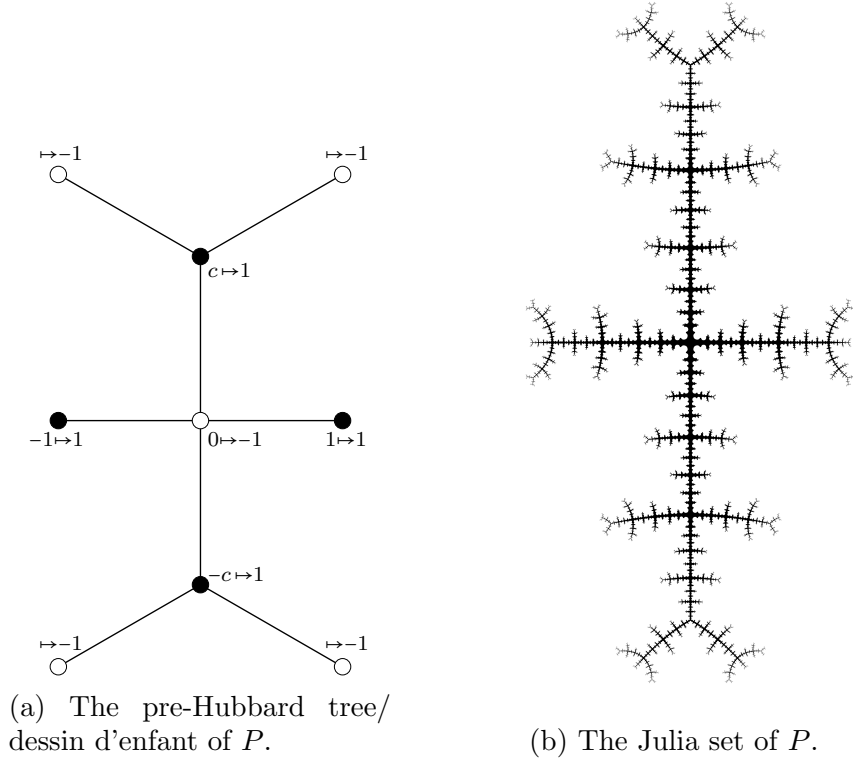 ↦−1 ↦−1
c↦1
−1↦1 0↦−1 1↦1
−c↦1
↦−1 ↦−1
(a) The pre-Hubbard tree/
dessin d'enfant of P.
(b) The Julia set of P.